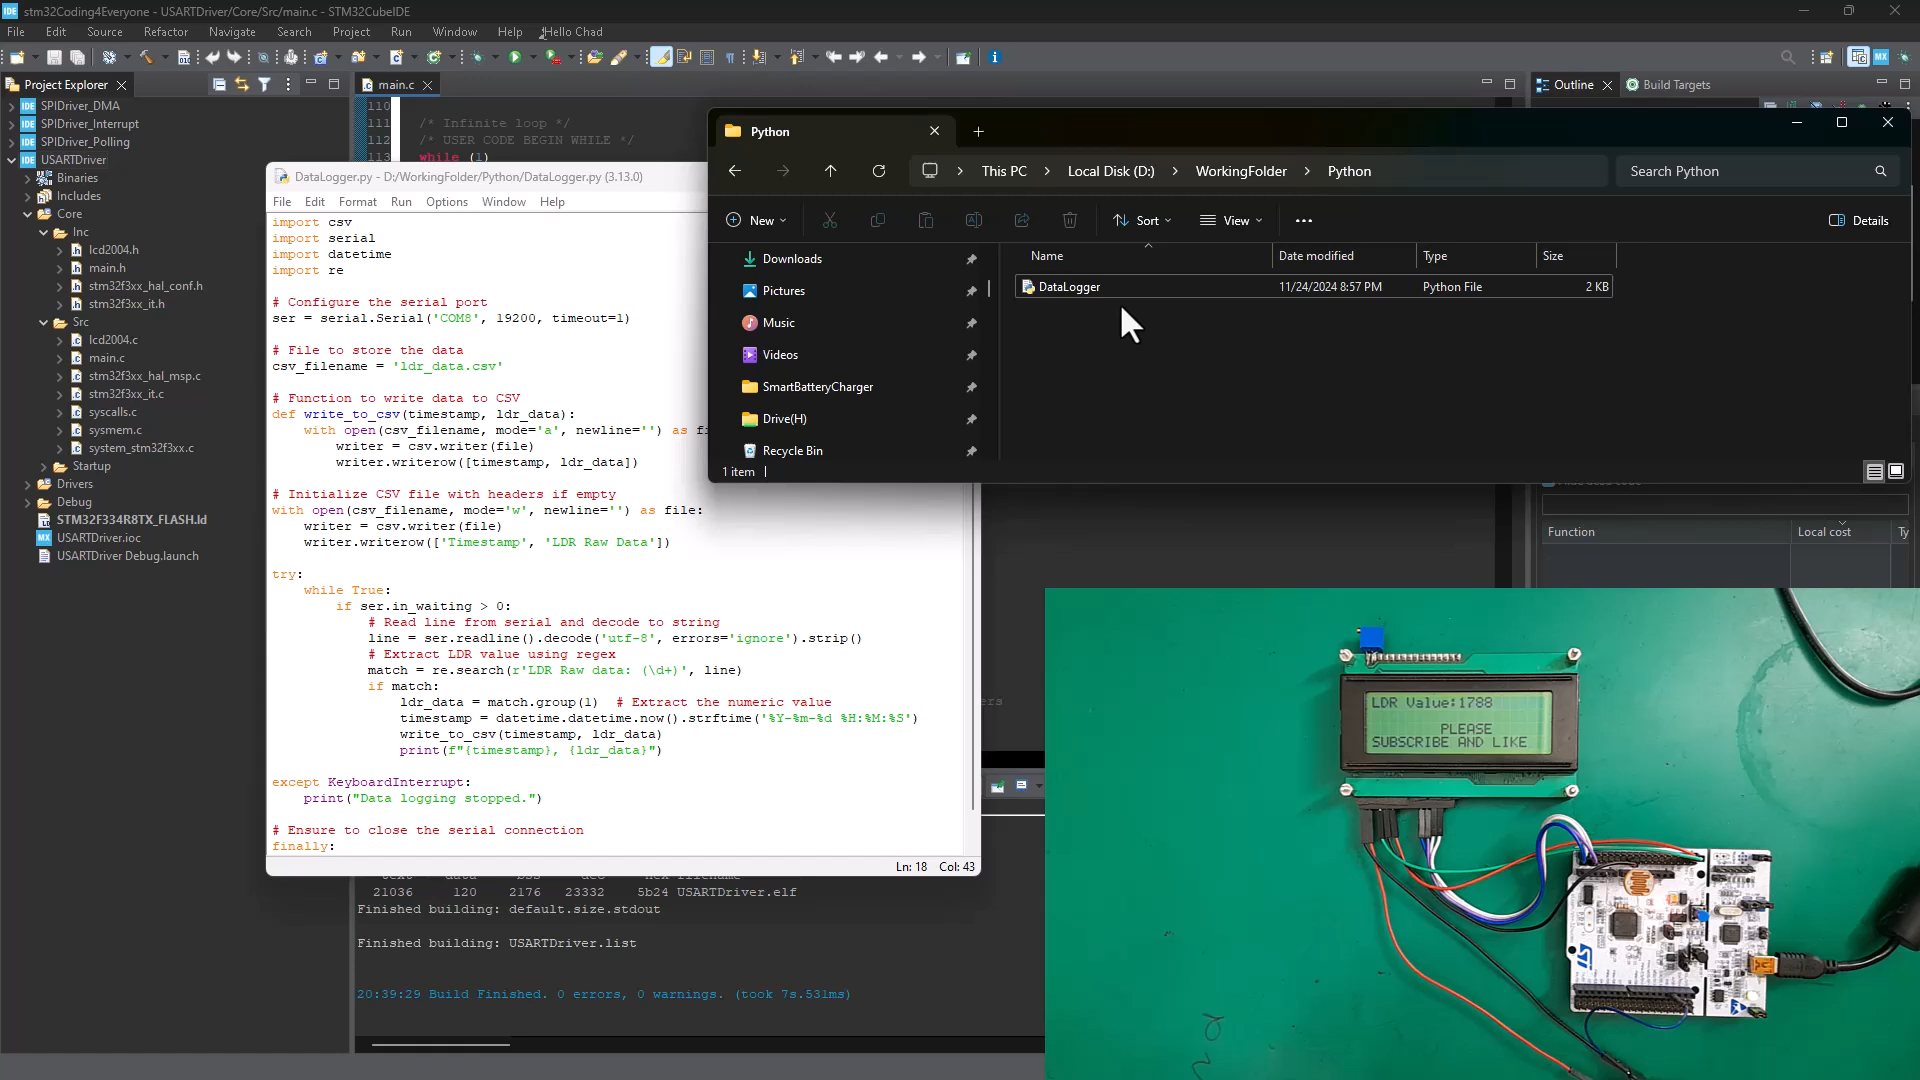 stm32Coding4Everyone - USARTDriver/Core/Src/main.c - STM32CubeIDE
File Edit Source Refactor Navigate Search Project Run Window Help Hello Chad
Project Explorer
SPIDriver_DMA
SPIDriver_Interrupt
SPIDriver_Polling
USARTDriver
Binaries
Includes
Core
Inc
lcd2004.h
main.h
stm32f3xx_hal_conf.h
stm32f3xx_it.h
Src
lcd2004.c
main.c
stm32f3xx_hal_msp.c
stm32f3xx_it.c
syscalls.c
sysmem.c
system_stm32f3xx.c
Startup
Drivers
Debug
STM32F334R8TX_FLASH.ld
USARTDriver.ioc
USARTDriver Debug.launch
main.c
110
111 /* Infinite loop */
112 /* USER CODE BEGIN WHILE */
113 while (1)
DataLogger.py - D:/WorkingFolder/Python/DataLogger.py (3.13.0)
File Edit Format Run Options Window Help
import csv
import serial
import datetime
import re
# Configure the serial port
ser = serial.Serial('COM8', 19200, timeout=1)
# File to store the data
csv_filename = 'ldr_data.csv'
# Function to write data to CSV
def write_to_csv(timestamp, ldr_data):
with open(csv_filename, mode='a', newline='') as fi
writer = csv.writer(file)
writer.writerow([timestamp, ldr_data])
# Initialize CSV file with headers if empty
with open(csv_filename, mode='w', newline='') as file:
writer = csv.writer(file)
writer.writerow(['Timestamp', 'LDR Raw Data'])
try:
while True:
if ser.in_waiting > 0:
# Read line from serial and decode to string
line = ser.readline().decode('utf-8', errors='ignore').strip()
# Extract LDR value using regex
match = re.search(r'LDR Raw data: (\d+)', line)
if match:
ldr_data = match.group(1)  # Extract the numeric value
timestamp = datetime.datetime.now().strftime('%Y-%m-%d %H:%M:%S')
write_to_csv(timestamp, ldr_data)
print(f"{timestamp}, {ldr_data}")
except KeyboardInterrupt:
print("Data logging stopped.")
# Ensure to close the serial connection
finally:
Ln: 18 Col: 43
21036 120 2176 23332 5b24 USARTDriver.elf
Finished building: default.size.stdout
Finished building: USARTDriver.list
20:39:29 Build Finished. 0 errors, 0 warnings. (took 7s.531ms)
Outline
Build Targets
Python
This PC > Local Disk (D:) > WorkingFolder > Python
Search Python
New Sort View Details
Downloads
Pictures
Music
Videos
SmartBatteryCharger
Drive(H)
Recycle Bin
Name Date modified Type Size
DataLogger 11/24/2024 8:57 PM Python File 2 KB
1 item
Function Local cost Ty
LDR Value:1788
PLEASE
SUBSCRIBE AND LIKE